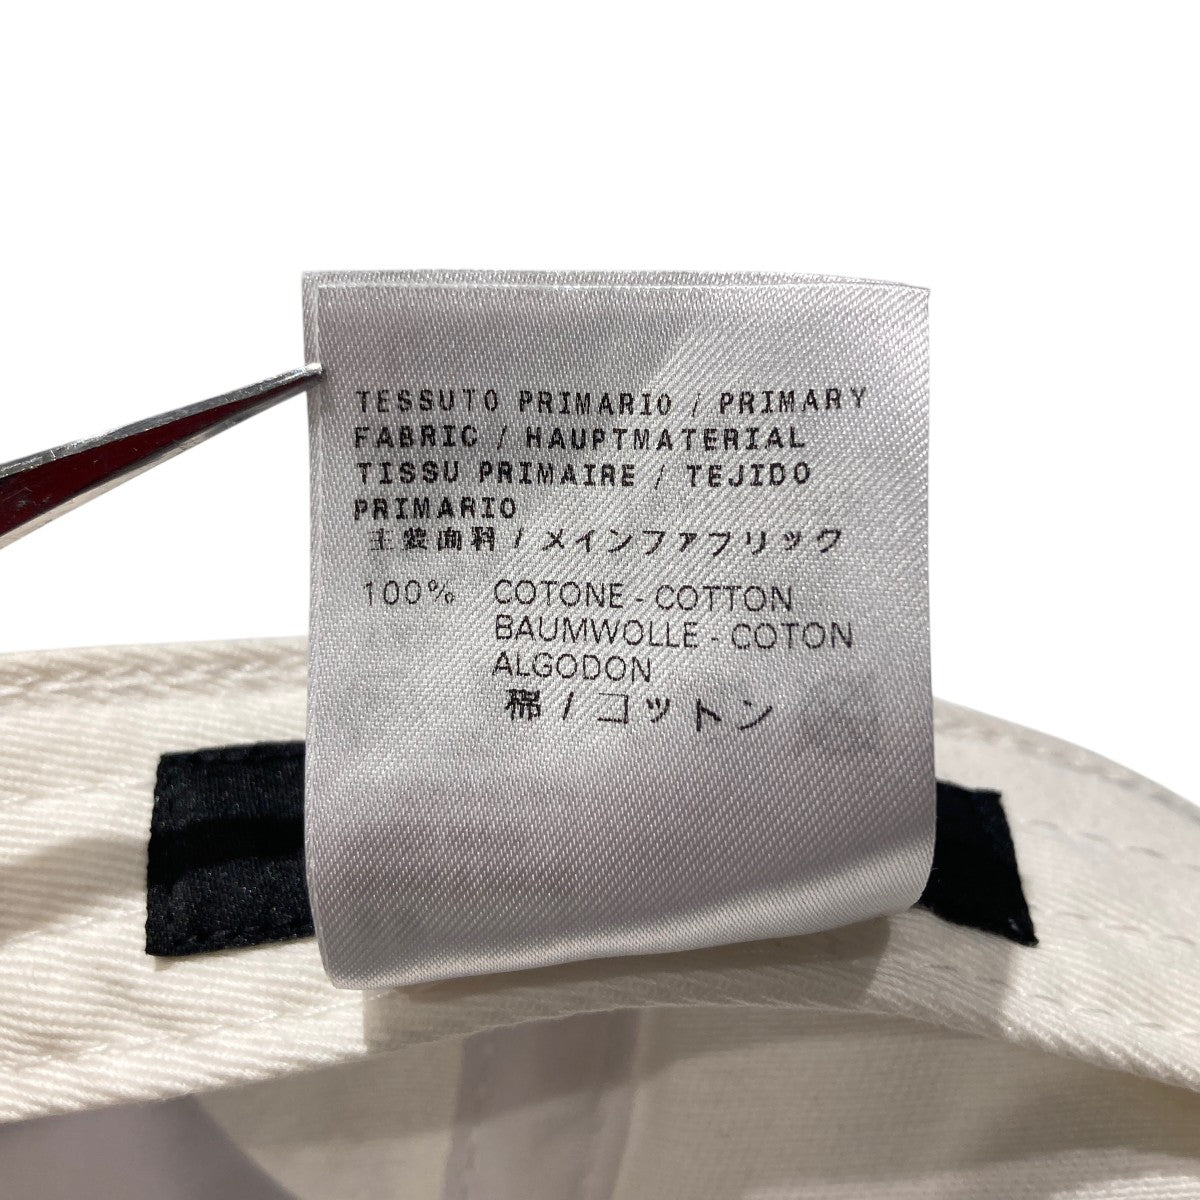 TESSUTO PRIMARIO / PRIMARY
FABRIC / HAUPTMATERIAL
TISSU PRIMAIRE / TEJIDO
PRIMARIO
主装面料 / メインファブリック
100% COTONE - COTTON
BAUMWOLLE - COTON
ALGODON
棉 / コットン